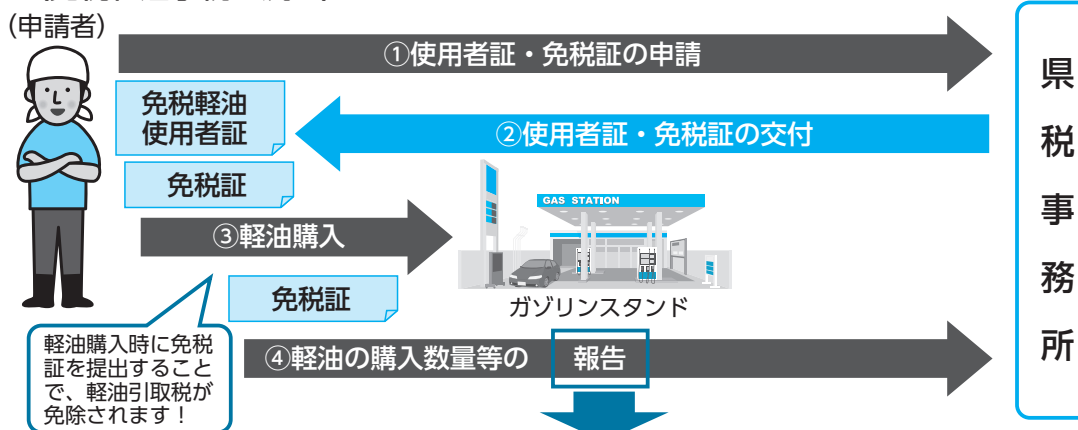 (申請者)
①使用者証・免税証の申請
免税軽油
使用者証
②使用者証・免税証の交付
免税証
③軽油購入
GAS STATION
免税証
ガソリンスタンド
軽油購入時に免税
証を提出すること
で、軽油引取税が
免除されます！
④軽油の購入数量等の 報告
県税事務所